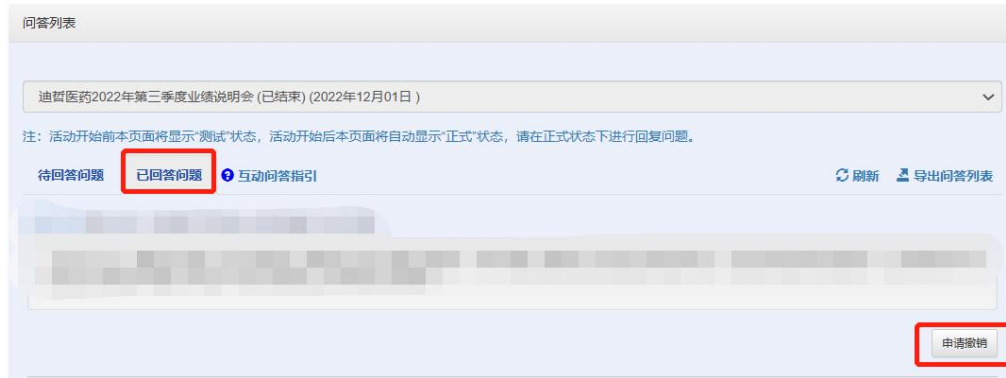 问答列表
迪哲医药2022年第三季度业绩说明会 (已结束) (2022年12月01日 )
注：活动开始前本页面将显示“测试”状态，活动开始后本页面将自动显示“正式”状态，请在正式状态下进行回复问题。
待回答问题 已回答问题 互动问答指引 刷新 导出问答列表
申请撤销